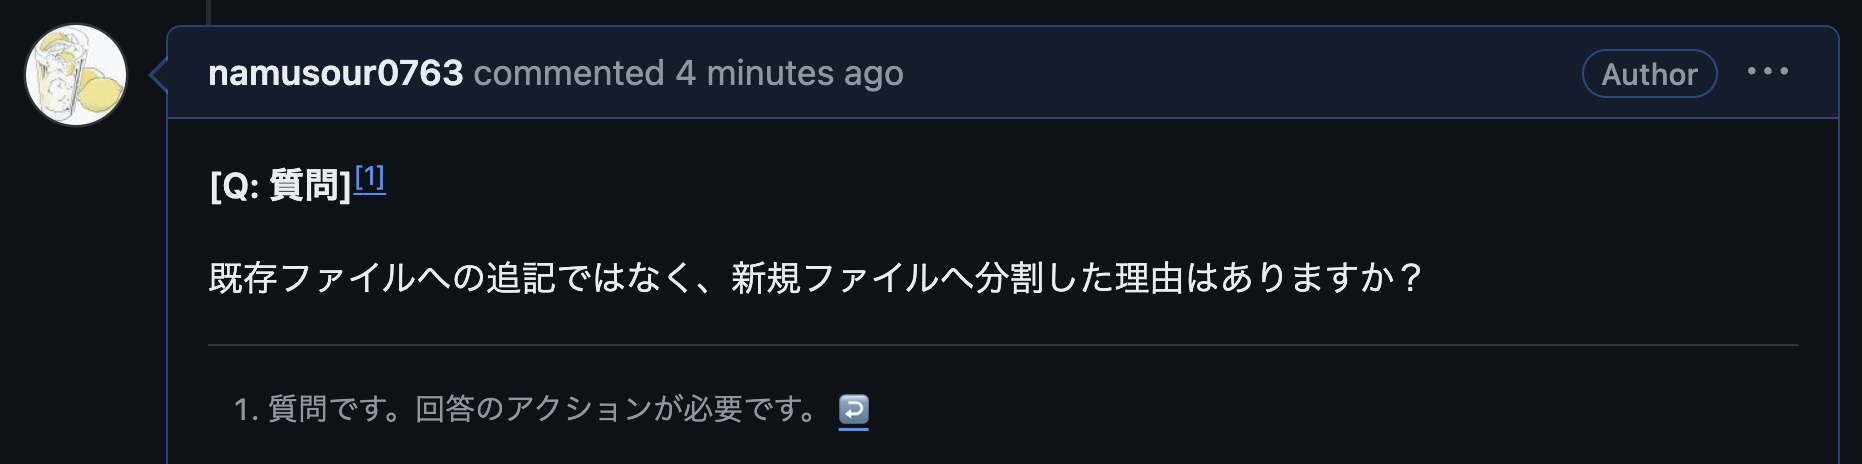 namusour0763 commented 4 minutes ago Author ...
[Q: 質問][1]
既存ファイルへの追記ではなく、新規ファイルへ分割した理由はありますか？
1. 質問です。回答のアクションが必要です。 ↩